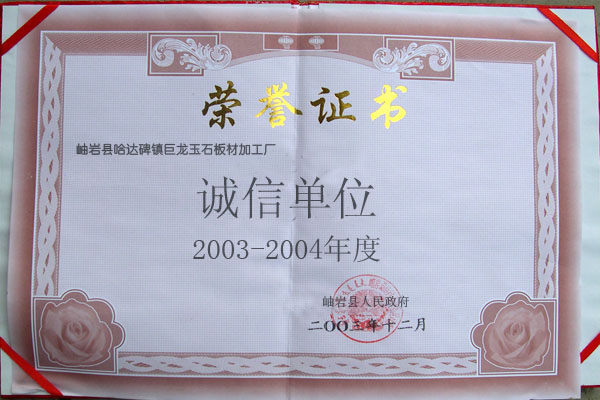 荣誉证书
岫岩县哈达碑镇巨龙玉石板材加工厂
诚信单位
2003-2004年度
岫岩县人民政府
二〇〇三年十二月